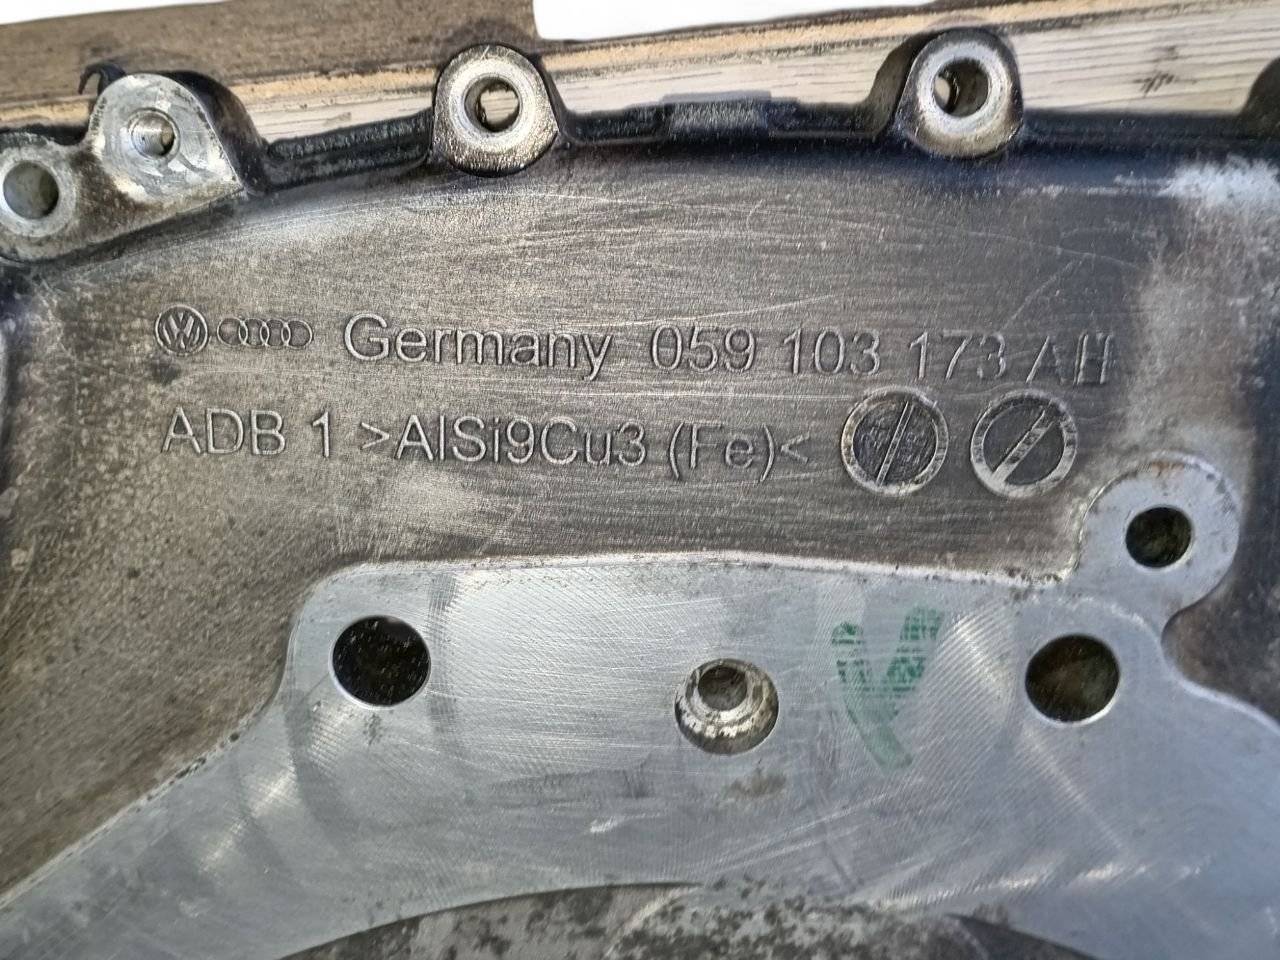 Germany 059 103 173 AH
ADB 1 >AlSi9Cu3 (Fe)<